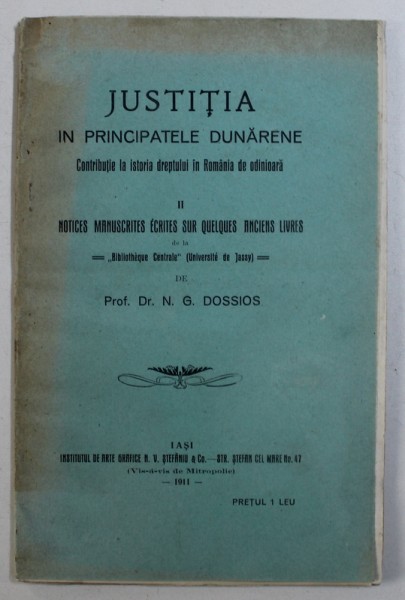 JUSTIȚIA
IN PRINCIPATELE DUNĂRENE
Contribuție la istoria dreptului în România de odinioară
II
NOTICES MANUSCRITES ÉCRITES SUR QUELQUES ANCIENS LIVRES
de la
„Bibliothèque Centrale" (Université de Jassy)
DE
Prof. Dr. N. G. DOSSIOS
IAȘI
INSTITUTUL DE ARTE GRAFICE N. V. ȘTEFĂNIU & Co.—STR. ȘTEFAN CEL MARE No. 47
(Vis-à-vis de Mitropolie)
— 1911 —
PREȚUL 1 LEU